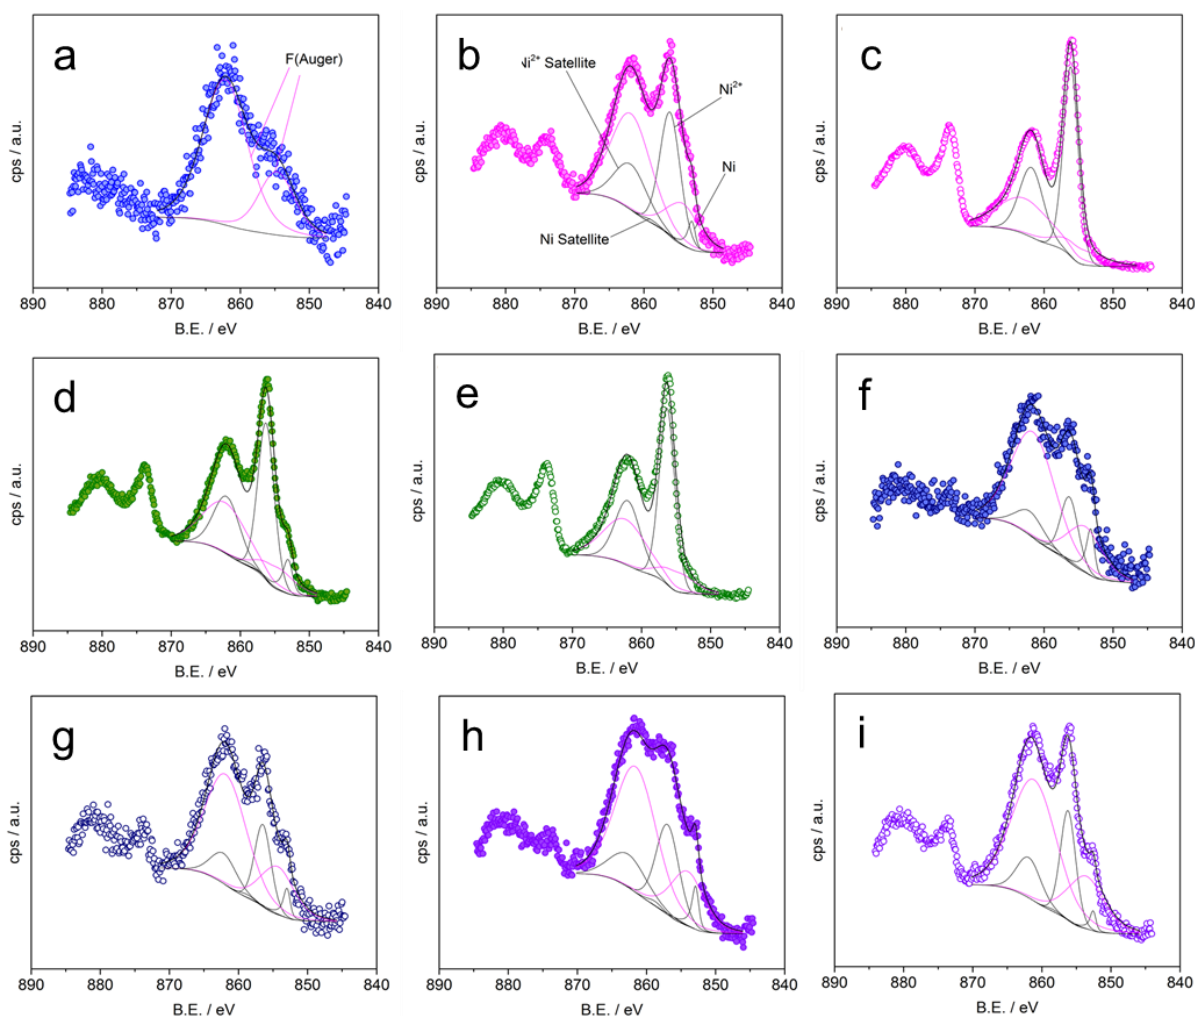 a
F(Auger)
cps / a.u.
890 880 870 860 850 840
B.E. / eV
b
Ni²⁺ Satellite
Ni²⁺
Ni
Ni Satellite
cps / a.u.
890 880 870 860 850 840
B.E. / eV
c
cps / a.u.
890 880 870 860 850 840
B.E. / eV
d
cps / a.u.
890 880 870 860 850 840
B.E. / eV
e
cps / a.u.
890 880 870 860 850 840
B.E. / eV
f
cps / a.u.
890 880 870 860 850 840
B.E. / eV
g
cps / a.u.
890 880 870 860 850 840
B.E. / eV
h
cps / a.u.
890 880 870 860 850 840
B.E. / eV
i
cps / a.u.
890 880 870 860 850 840
B.E. / eV